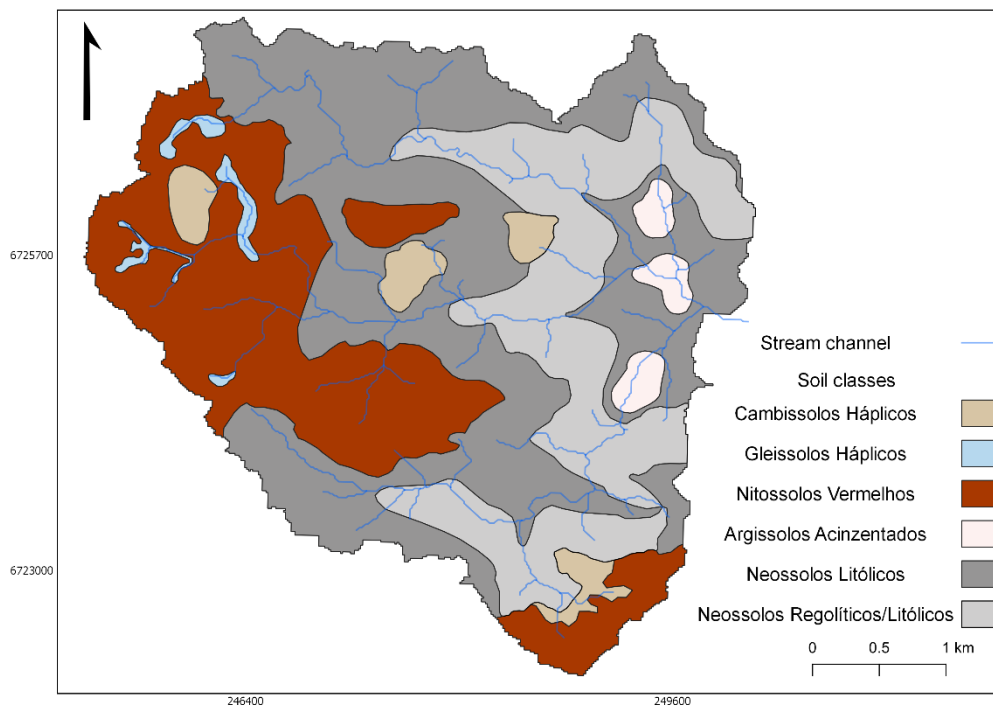 6725700
6723000
246400
249600
Stream channel
Soil classes
Cambissolos Háplicos
Gleissolos Háplicos
Nitossolos Vermelhos
Argissolos Acinzentados
Neossolos Litólicos
Neossolos Regolíticos/Litólicos
0 0.5 1 km